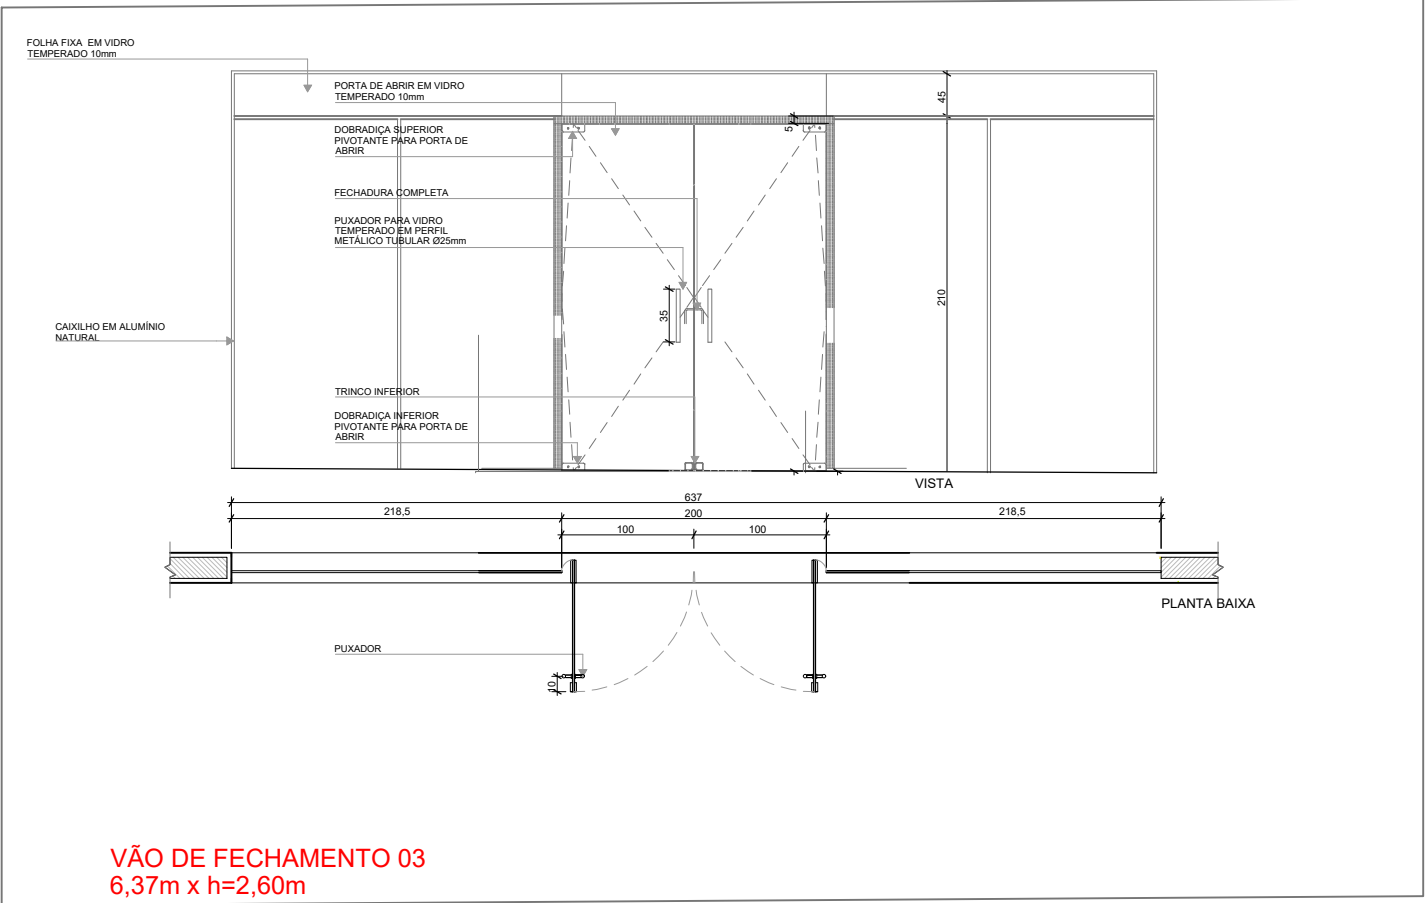 FOLHA FIXA EM VIDRO
TEMPERADO 10mm
PORTA DE ABRIR EM VIDRO
TEMPERADO 10mm
45
5
DOBRADIÇA SUPERIOR
PIVOTANTE PARA PORTA DE
ABRIR
FECHADURA COMPLETA
PUXADOR PARA VIDRO
TEMPERADO EM PERFIL
METÁLICO TUBULAR Ø25mm
210
35
CAIXILHO EM ALUMÍNIO
NATURAL
TRINCO INFERIOR
DOBRADIÇA INFERIOR
PIVOTANTE PARA PORTA DE
ABRIR
VISTA
637
218,5
200
218,5
100
100
PLANTA BAIXA
PUXADOR
10
VÃO DE FECHAMENTO 03
6,37m x h=2,60m